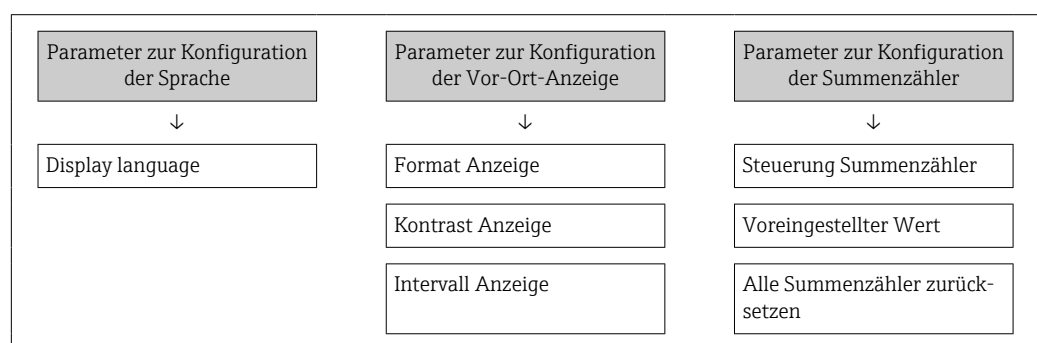 Parameter zur Konfiguration
der Sprache
Parameter zur Konfiguration
der Vor-Ort-Anzeige
Parameter zur Konfiguration
der Summenzähler
↓
↓
↓
Display language
Format Anzeige
Steuerung Summenzähler
Kontrast Anzeige
Voreingestellter Wert
Intervall Anzeige
Alle Summenzähler zurück-
setzen